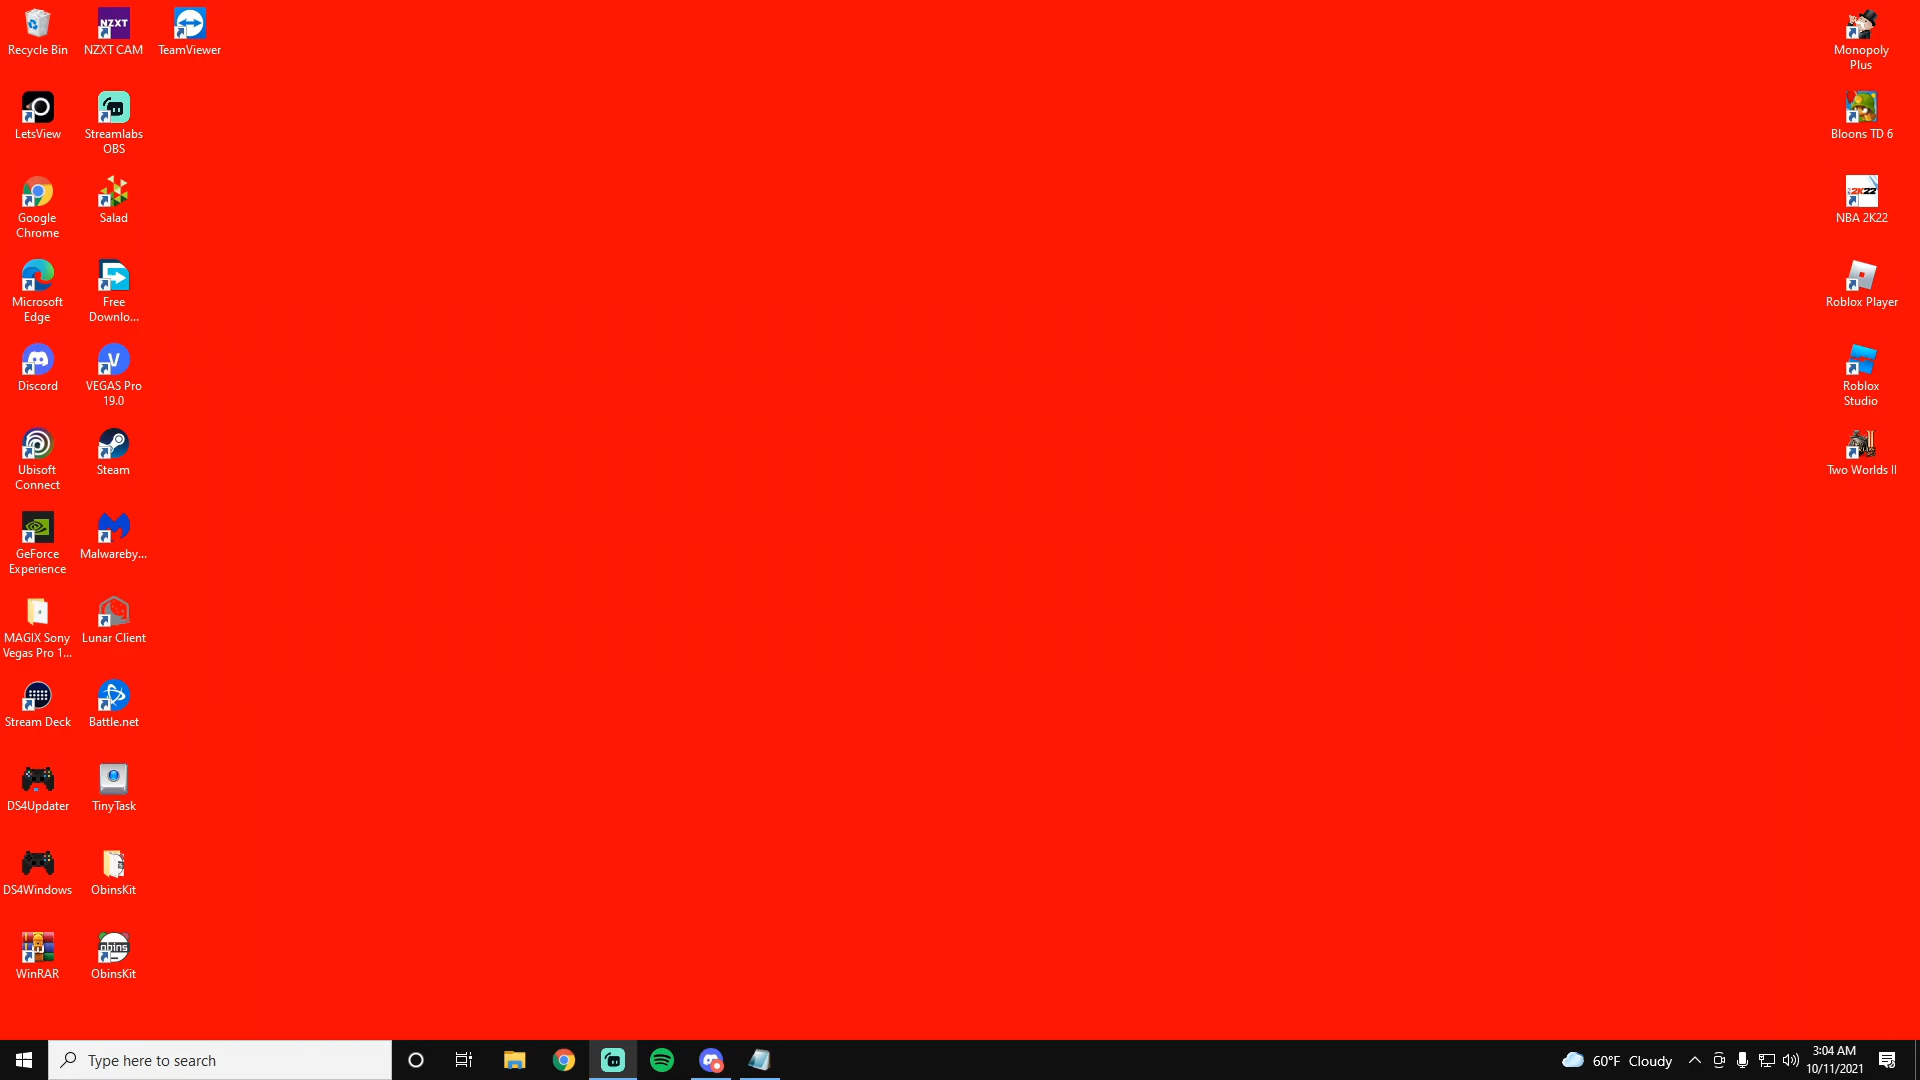 Recycle Bin
NZXT
NZXT CAM
TeamViewer
Monopoly
Plus
LetsView
Streamlabs
OBS
Bloons TD 6
Google
Chrome
Salad
2K22
NBA 2K22
Microsoft
Edge
Free
Downlo...
Roblox Player
Discord
V
VEGAS Pro
19.0
Roblox
Studio
Ubisoft
Connect
Steam
Two Worlds II
GeForce
Experience
Malwareby...
MAGIX Sony
Vegas Pro 1...
Lunar Client
Stream Deck
Battle.net
DS4Updater
TinyTask
DS4Windows
ObinsKit
WinRAR
obins
ObinsKit
Type here to search
60°F Cloudy
3:04 AM
10/11/2021